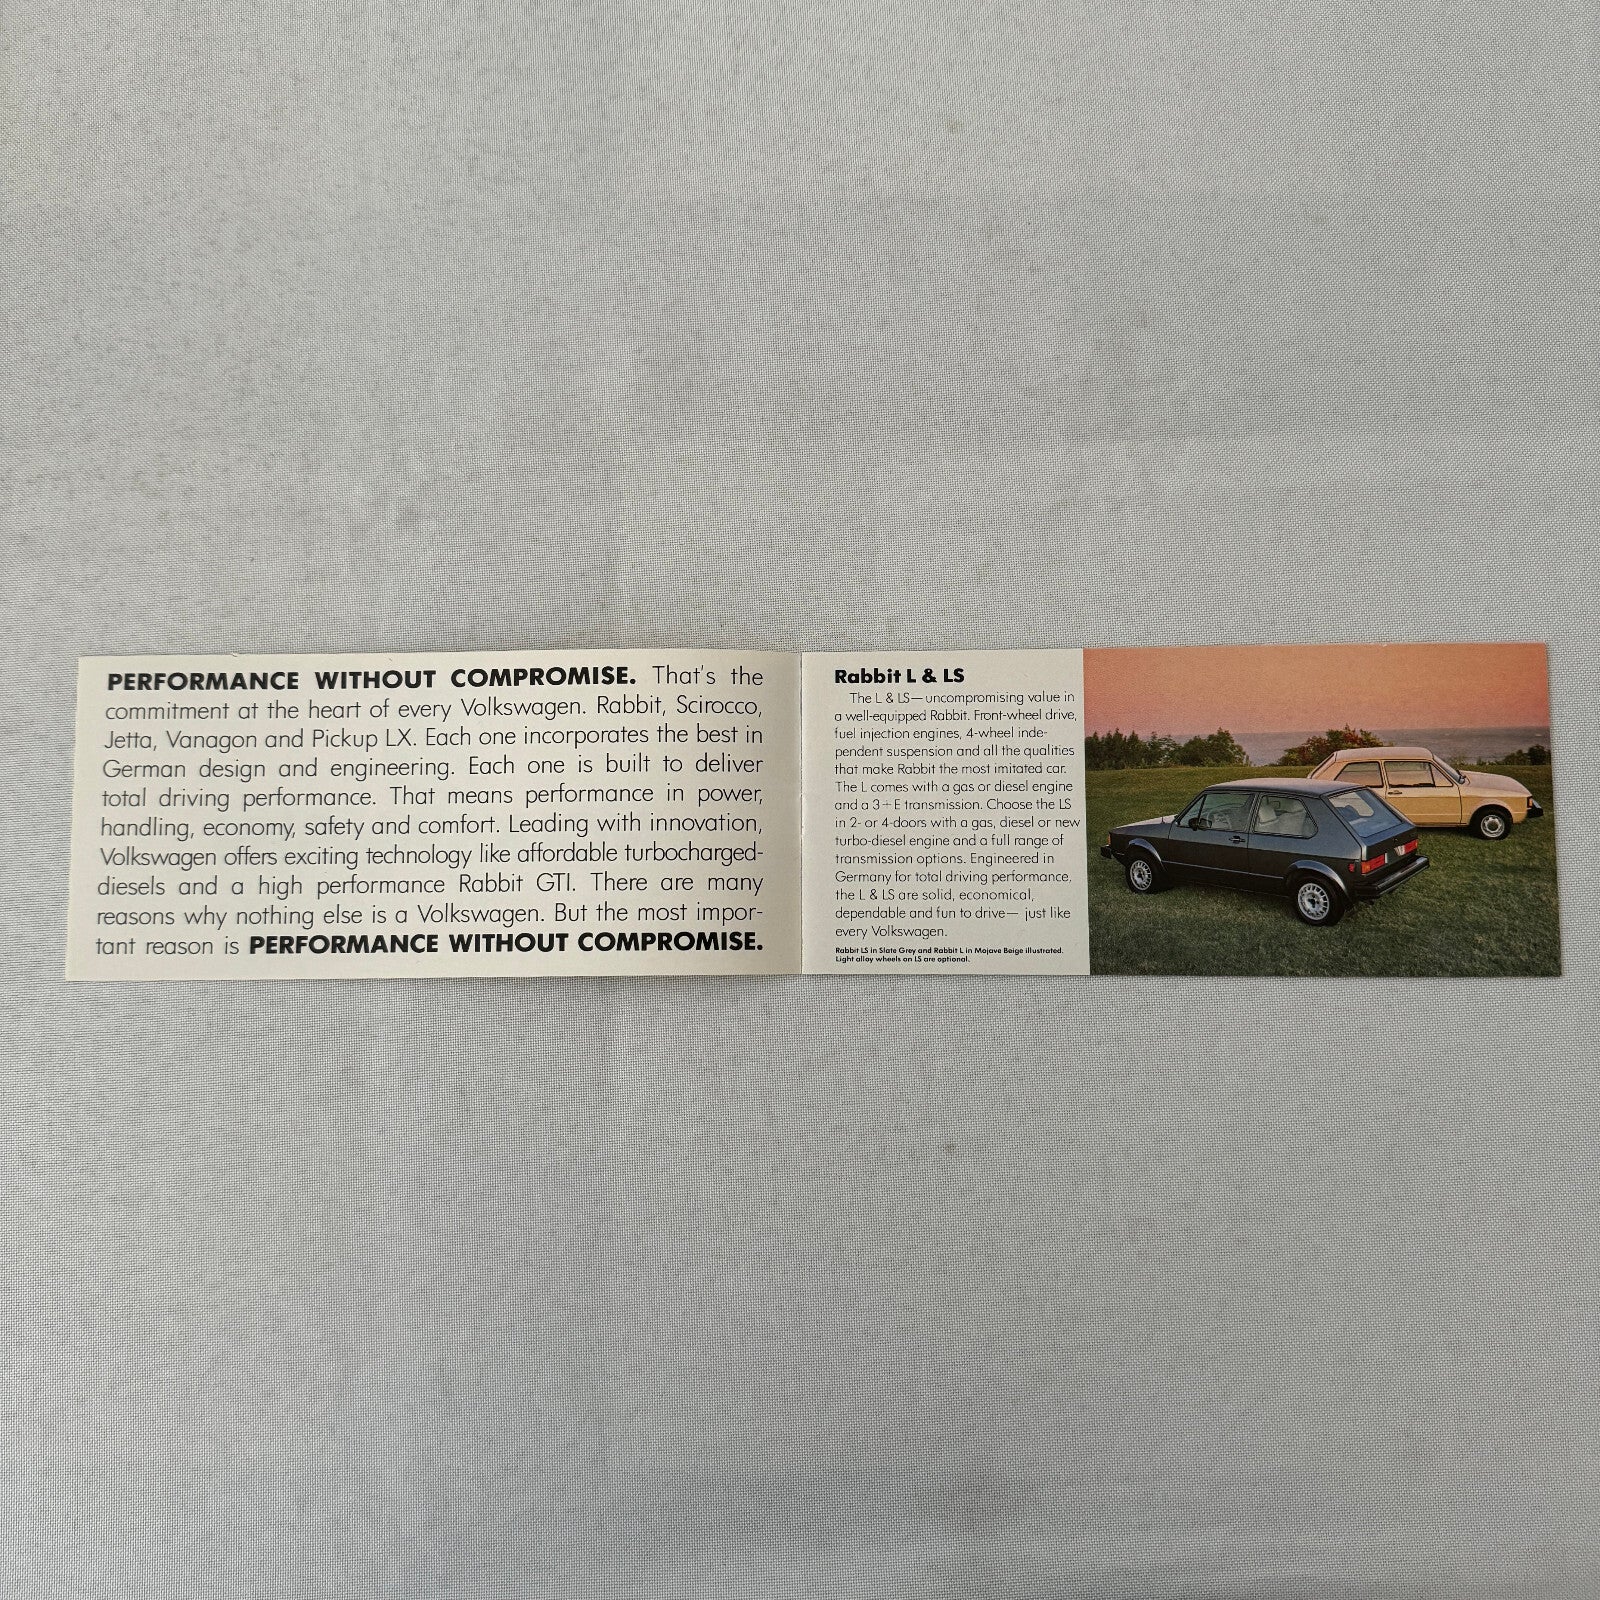 PERFORMANCE WITHOUT COMPROMISE. That's the
commitment at the heart of every Volkswagen. Rabbit, Scirocco,
Jetta, Vanagon and Pickup LX. Each one incorporates the best in
German design and engineering. Each one is built to deliver
total driving performance. That means performance in power,
handling, economy, safety and comfort. Leading with innovation,
Volkswagen offers exciting technology like affordable turbocharged-
diesels and a high performance Rabbit GTI. There are many
reasons why nothing else is a Volkswagen. But the most impor-
tant reason is PERFORMANCE WITHOUT COMPROMISE.
Rabbit L & LS
The L & LS—uncompromising value in
a well-equipped Rabbit. Front-wheel drive,
fuel injection engines, 4-wheel inde-
pendent suspension and all the qualities
that make Rabbit the most imitated car.
The L comes with a gas or diesel engine
and a 3+E transmission. Choose the LS
in 2- or 4-doors with a gas, diesel or new
turbo-diesel engine and a full range of
transmission options. Engineered in
Germany for total driving performance,
the L & LS are solid, economical,
dependable and fun to drive— just like
every Volkswagen.
Rabbit LS in Slate Grey and Rabbit L in Mojave Beige illustrated.
Light alloy wheels on LS are optional.